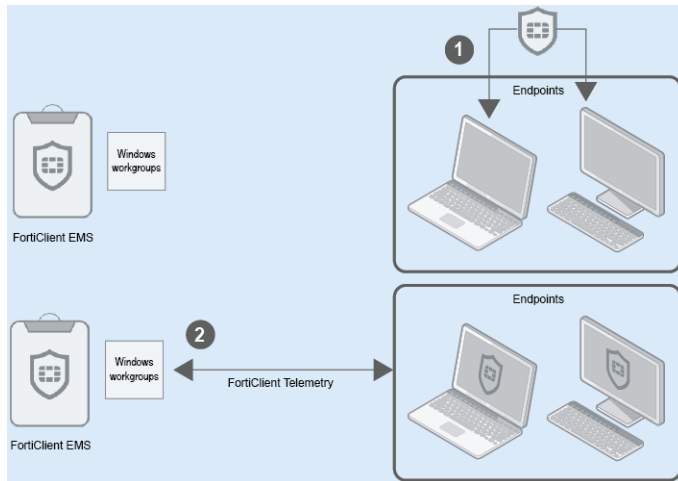 1
Endpoints
Windows
workgroups
FortiClient EMS
Endpoints
2
Windows
workgroups
FortiClient Telemetry
FortiClient EMS